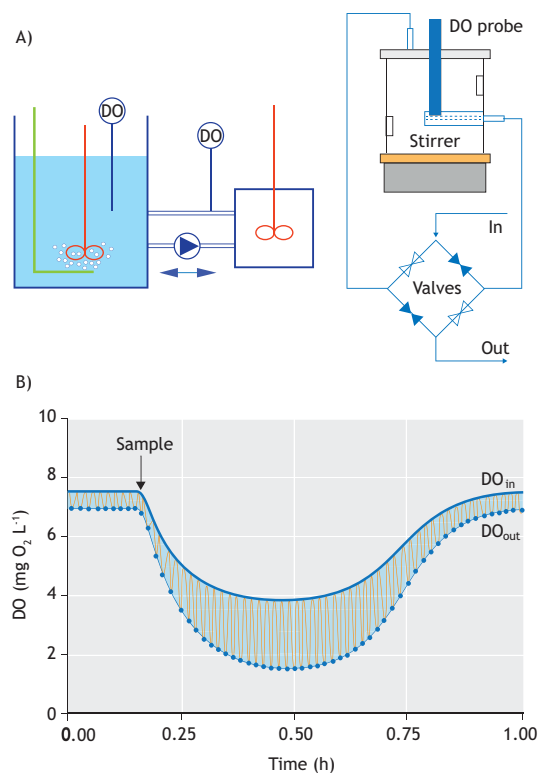 A)
DO
DO
DO probe
Stirrer
In
Valves
Out
B)
10
8
6
4
2
0
DO (mg O₂ L⁻¹)
Sample
DOin
DOout
0.00
0.25
0.50
0.75
1.00
Time (h)